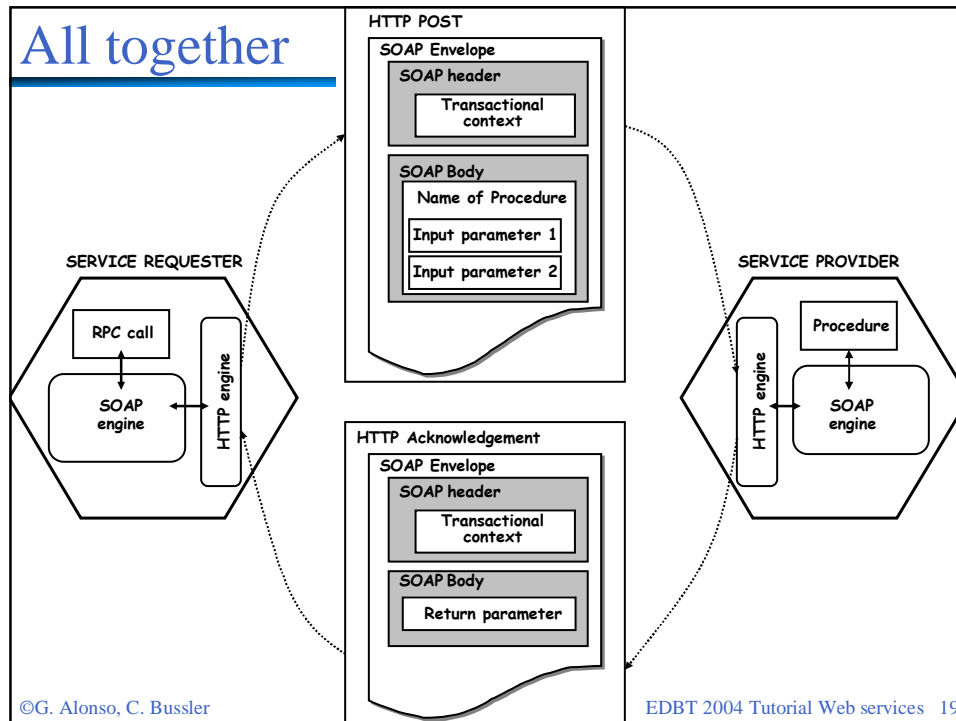 All together
HTTP POST
SOAP Envelope
SOAP header
Transactional
context
SOAP Body
Name of Procedure
Input parameter 1
Input parameter 2
SERVICE REQUESTER
RPC call
SOAP
engine
HTTP engine
SERVICE PROVIDER
Procedure
HTTP engine
SOAP
engine
HTTP Acknowledgement
SOAP Envelope
SOAP header
Transactional
context
SOAP Body
Return parameter
©G. Alonso, C. Bussler
EDBT 2004 Tutorial Web services 19